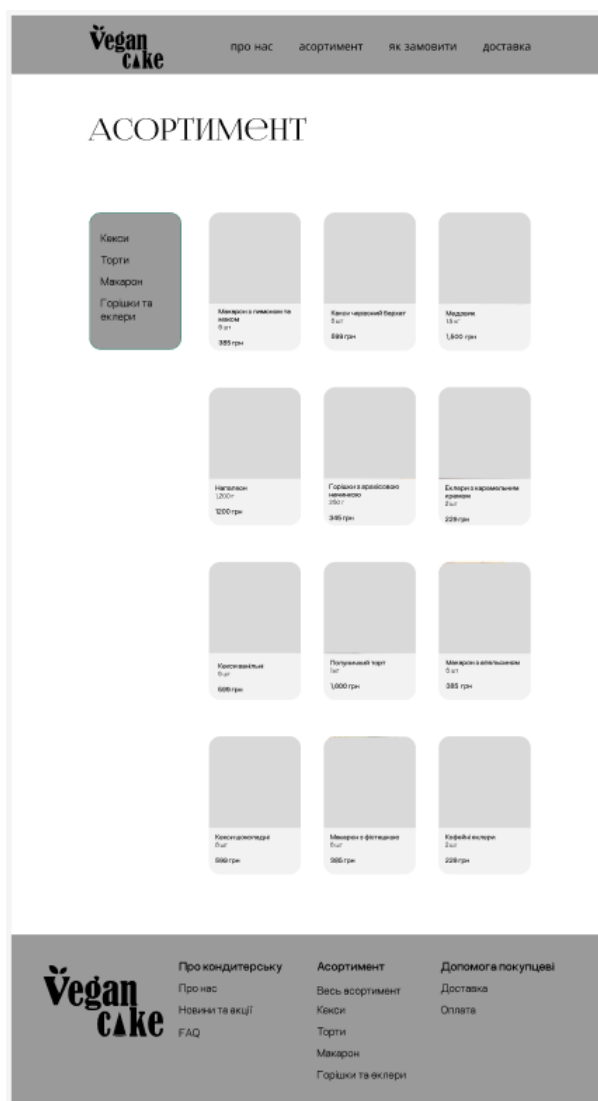 Vegan
cake
про нас
асортимент
як замовити
доставка
АСОРТИМЕНТ
Кекси
Торти
Макарон
Горішки та
еклери
Макарон з лимоном та
маком
6 шт
385 грн
Кекси червоний бархат
6 шт
599 грн
Медовик
1,5 кг
1,500 грн
Наполеон
1,200 г
1200 грн
Горішки з арахісовою
начинкою
250 г
345 грн
Еклери з карамельним
кремом
2 шт
229 грн
Кекси ванільні
6 шт
599 грн
Полуничний торт
1 кг
1,600 грн
Макарон з апельсином
6 шт
385 грн
Кекси шоколадні
6 шт
599 грн
Макарон з фісташкою
6 шт
385 грн
Кофейні еклери
2 шт
229 грн
Vegan
cake
Про кондитерську
Про нас
Новини та акції
FAQ
Асортимент
Весь асортимент
Кекси
Торти
Макарон
Горішки та еклери
Допомога покупцеві
Доставка
Оплата